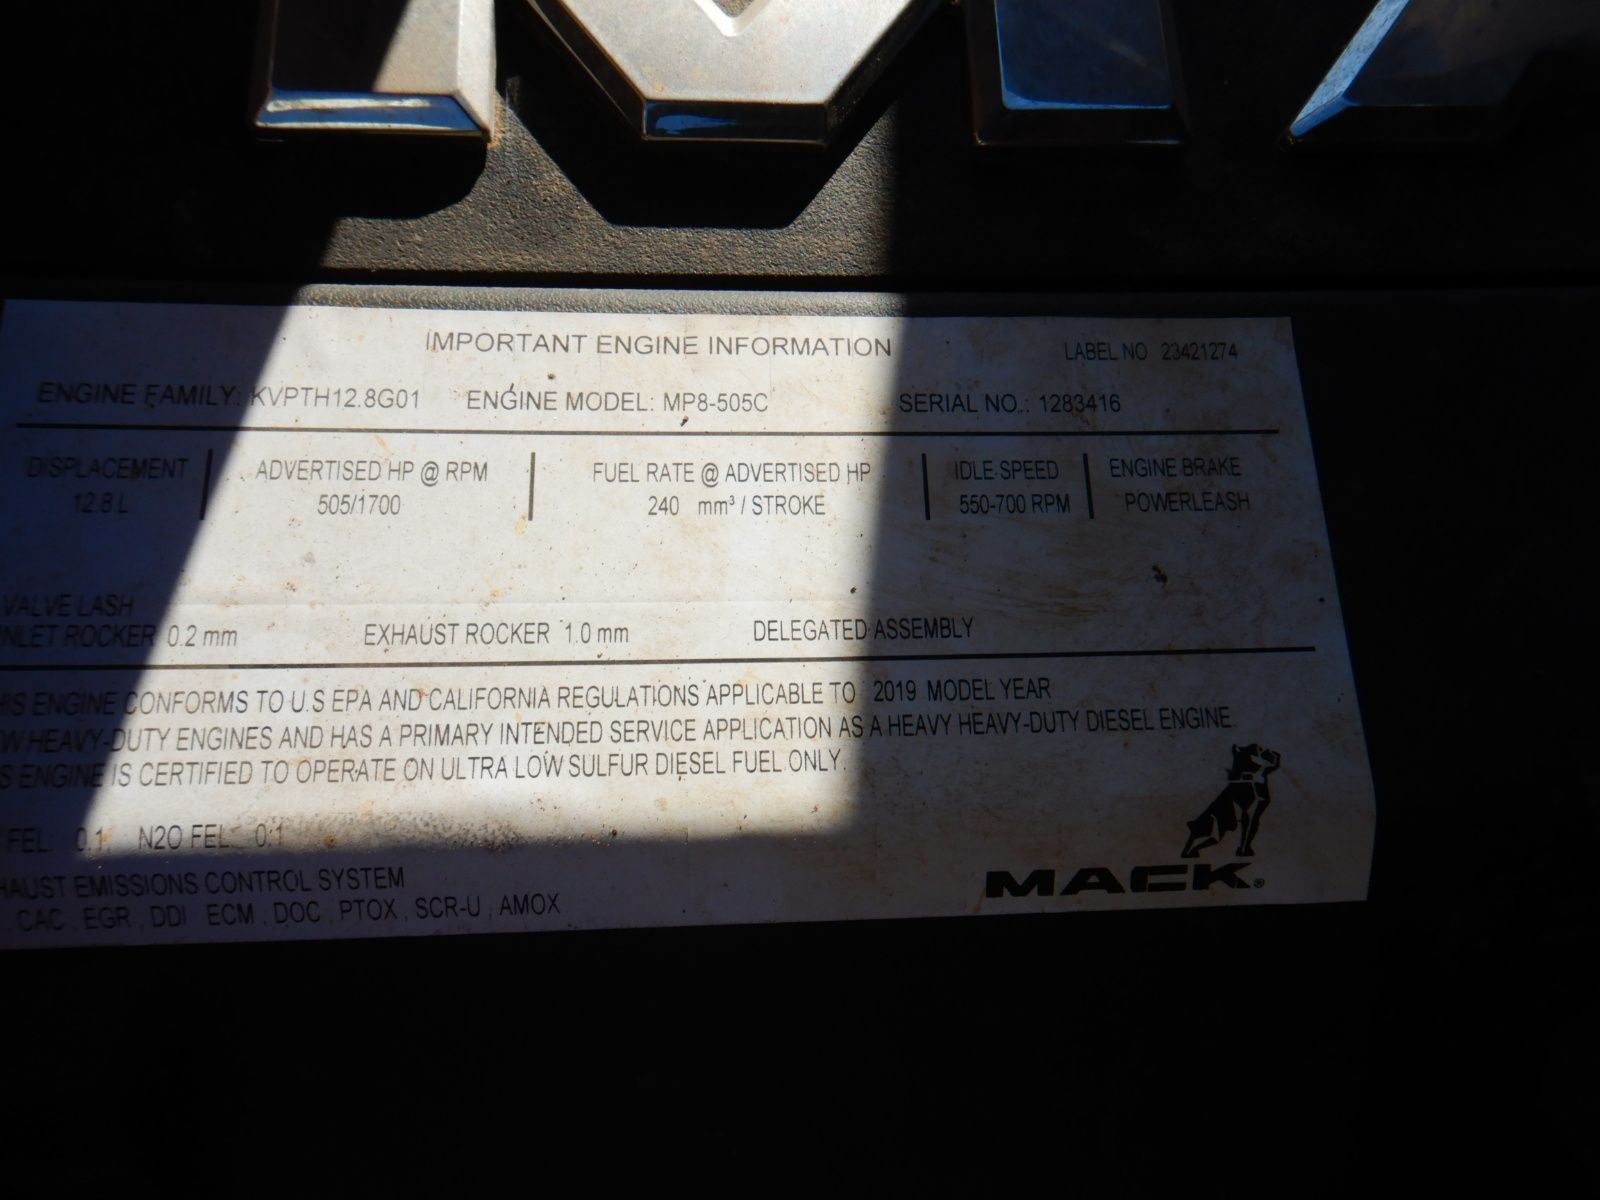 IMPORTANT ENGINE INFORMATION LABEL NO 23421274
ENGINE FAMILY: KVPTH12.8G01 ENGINE MODEL: MP8-505C SERIAL NO.: 1283416
DISPLACEMENT ADVERTISED HP @ RPM FUEL RATE @ ADVERTISED HP IDLE SPEED ENGINE BRAKE
12.8 L 505/1700 240 mm³ / STROKE 550-700 RPM POWERLEASH
VALVE LASH
NLET ROCKER 0.2 mm EXHAUST ROCKER 1.0 mm DELEGATED ASSEMBLY
HIS ENGINE CONFORMS TO U.S EPA AND CALIFORNIA REGULATIONS APPLICABLE TO 2019 MODEL YEAR
W HEAVY-DUTY ENGINES AND HAS A PRIMARY INTENDED SERVICE APPLICATION AS A HEAVY HEAVY-DUTY DIESEL ENGINE.
S ENGINE IS CERTIFIED TO OPERATE ON ULTRA LOW SULFUR DIESEL FUEL ONLY.
FEL 0.1 N2O FEL 0.1
HAUST EMISSIONS CONTROL SYSTEM
CAC , EGR , DDI ECM , DOC , PTOX , SCR-U , AMOX
MACK®